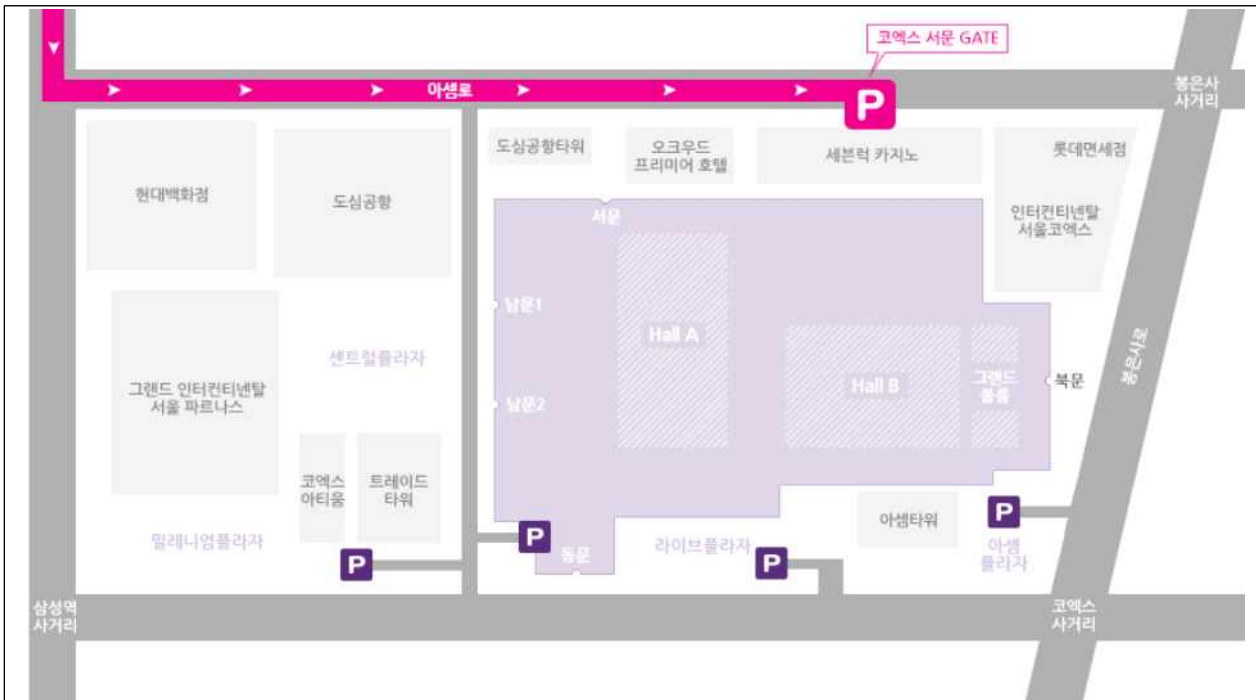 코엑스 서문 GATE
아셈로
P
봉은사
사거리
도심공항타워
오크우드
프리미어 호텔
세븐럭 카지노
롯데면세점
현대백화점
도심공항
서문
인터컨티넨탈
서울코엑스
남문1
Hall A
센트럴플라자
봉은사로
그랜드 인터컨티넨탈
서울 파르나스
남문2
Hall B
그랜드
볼룸
북문
코엑스
아티움
트레이드
타워
아셈타워
P
밀레니엄플라자
P
P
동문
라이브플라자
P
아셈
플라자
삼성역
사거리
코엑스
사거리